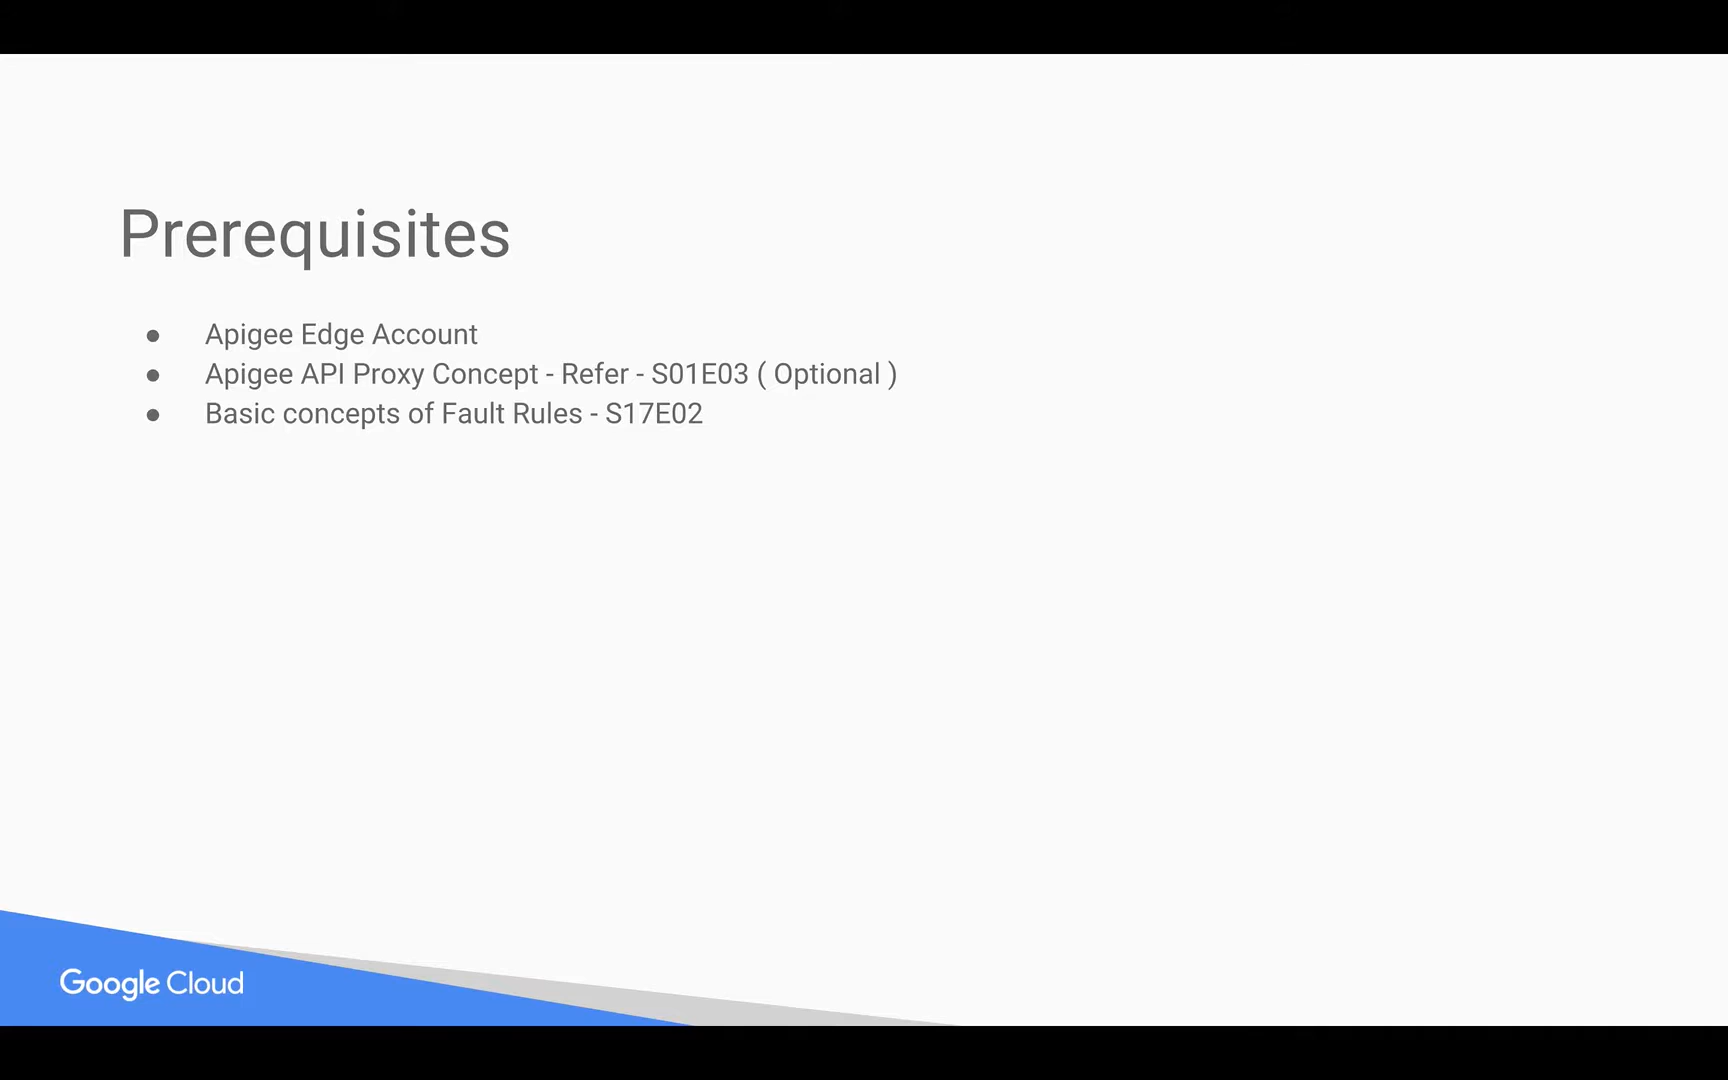 Prerequisites
● Apigee Edge Account
● Apigee API Proxy Concept - Refer - S01E03 ( Optional )
● Basic concepts of Fault Rules - S17E02
Google Cloud